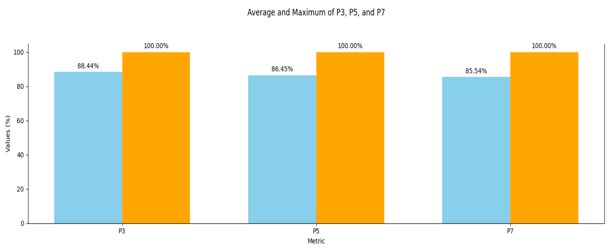 Average and Maximum of P3, P5, and P7
100.00%
100.00%
100.00%
88.44%
86.45%
85.54%
100
80
60
40
20
0
Values (%)
P3
P5
P7
Metric